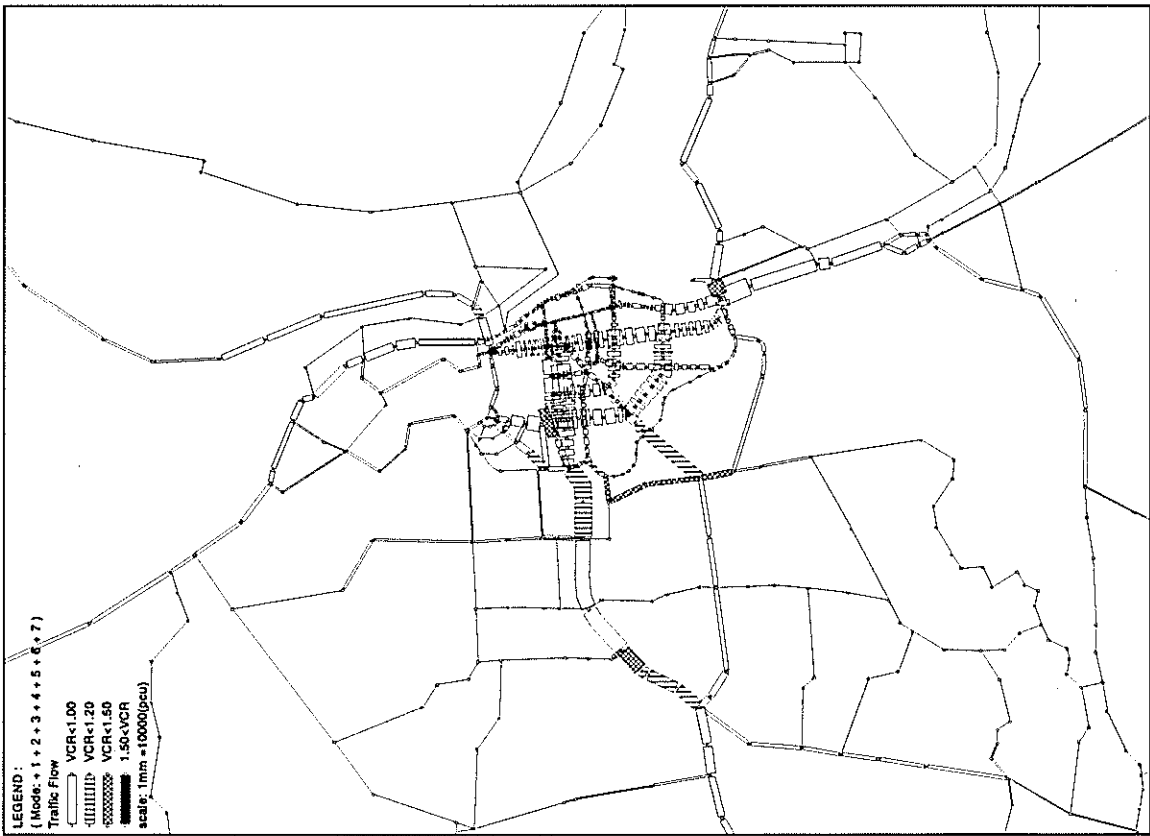 LEGEND :
( Mode: + 1 + 2 + 3 + 4 + 5 + 6 + 7 )
Traffic Flow
VCR<1.00
VCR<1.20
VCR<1.50
1.50<VCR
scale: 1mm =10000(pcu)